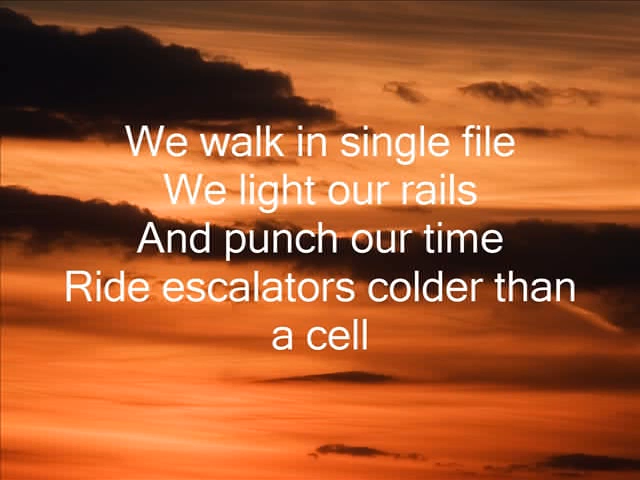 We walk in single file
We light our rails
And punch our time
Ride escalators colder than
a cell